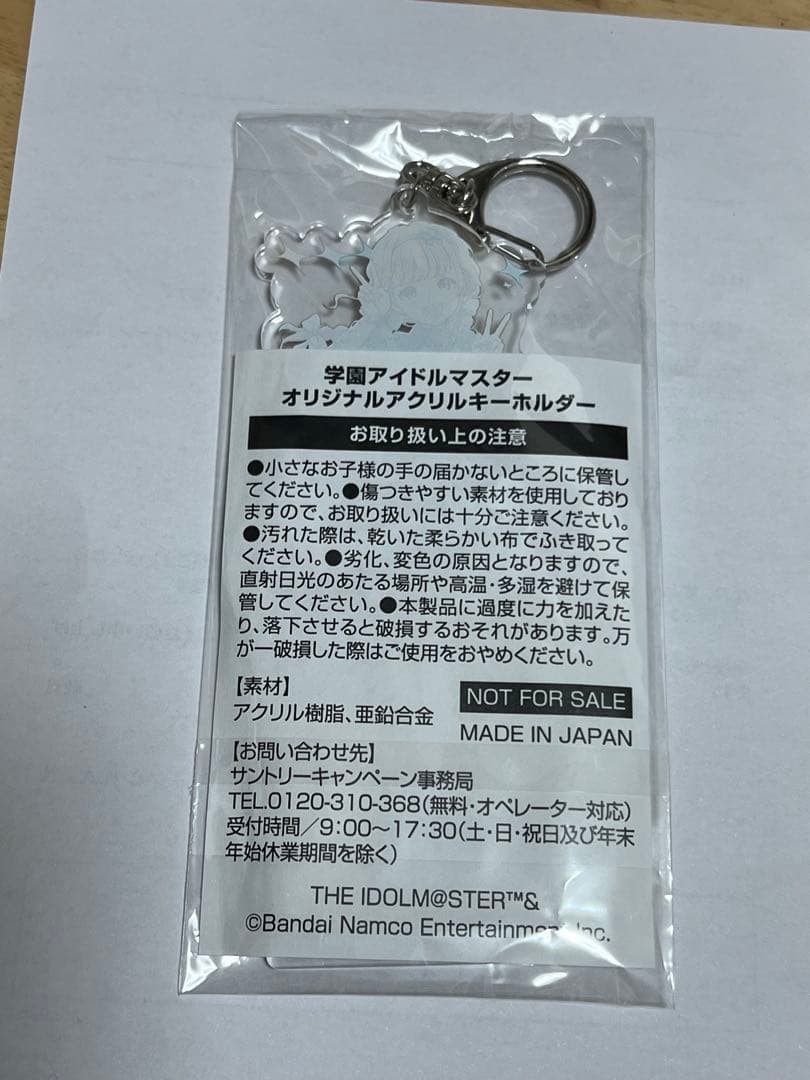 学園アイドルマスター
オリジナルアクリルキーホルダー
お取り扱い上の注意
●小さなお子様の手の届かないところに保管し
てください。●傷つきやすい素材を使用しており
ますので、お取り扱いには十分ご注意ください。
●汚れた際は、乾いた柔らかい布でふき取って
ください。●劣化、変色の原因となりますので、
直射日光のあたる場所や高温・多湿を避けて保
管してください。●本製品に過度に力を加えた
り、落下させると破損するおそれがあります。万
が一破損した際はご使用をおやめください。
【素材】
アクリル樹脂、亜鉛合金
NOT FOR SALE
MADE IN JAPAN
【お問い合わせ先】
サントリーキャンペーン事務局
TEL.0120-310-368(無料・オペレーター対応)
受付時間/9:00〜17:30(土・日・祝日及び年末
年始休業期間を除く)
THE IDOLM@STER™&
©Bandai Namco Entertainment Inc.